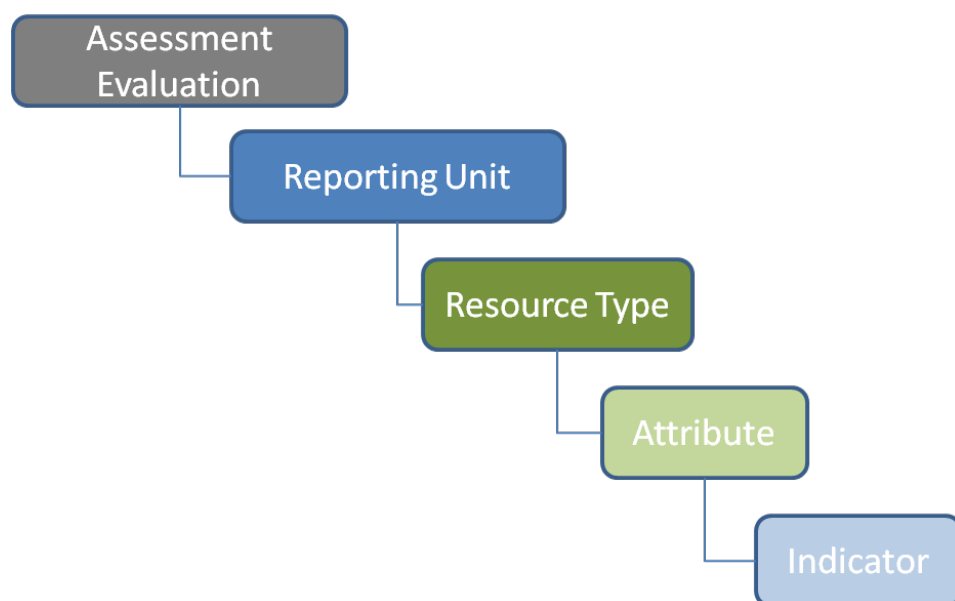 Assessment
Evaluation
Reporting Unit
Resource Type
Attribute
Indicator